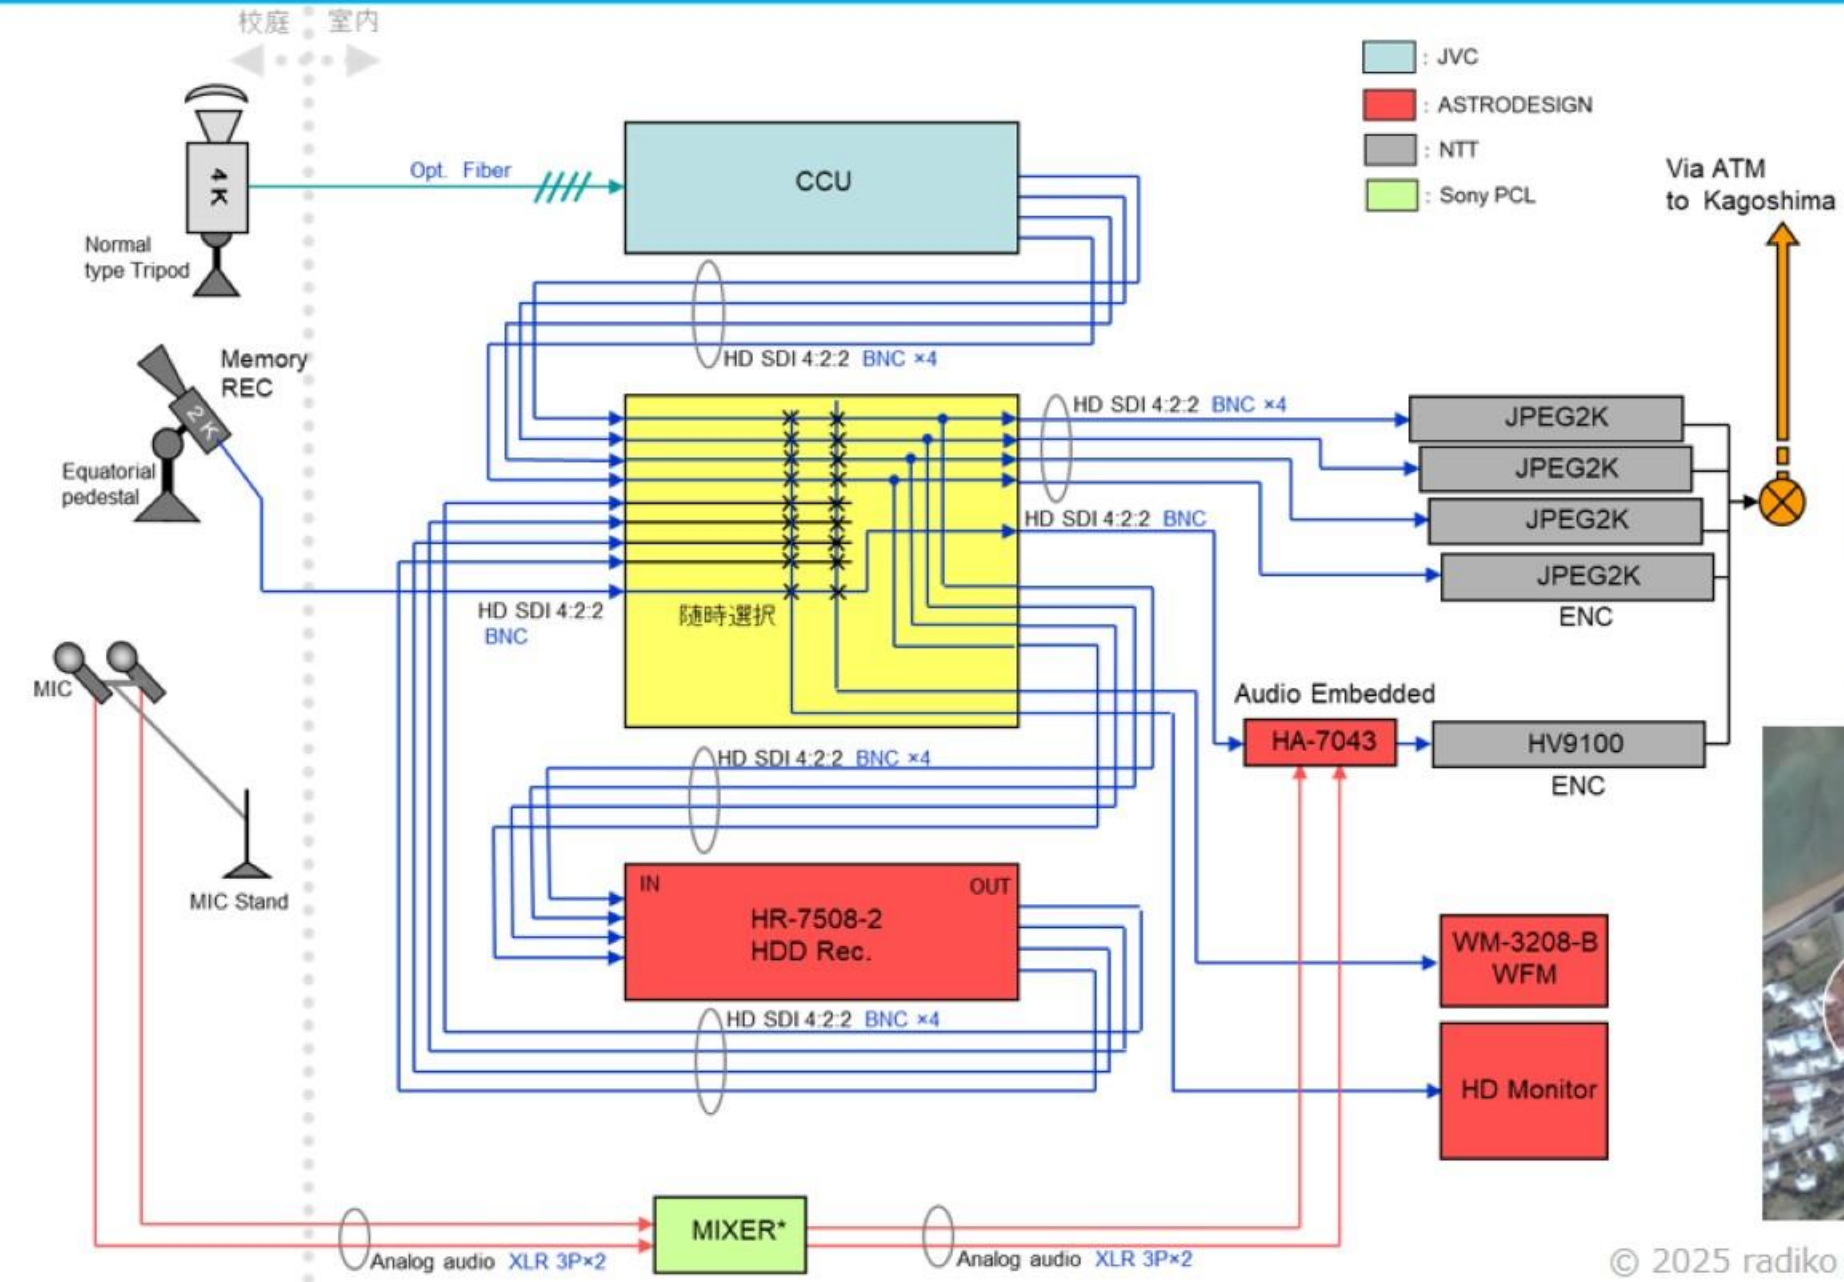 校庭 室内
: JVC
: ASTRODESIGN
: NTT
: Sony PCL
Via ATM
to Kagoshima
4K
Opt. Fiber
CCU
Normal
type Tripod
HD SDI 4:2:2 BNC ×4
Memory
REC
2K
Equatorial
pedestal
HD SDI 4:2:2 BNC ×4
JPEG2K
JPEG2K
JPEG2K
JPEG2K
ENC
HD SDI 4:2:2 BNC
HD SDI 4:2:2
BNC
随時選択
MIC
MIC Stand
Audio Embedded
HA-7043
HV9100
ENC
HD SDI 4:2:2 BNC ×4
IN
OUT
HR-7508-2
HDD Rec.
WM-3208-B
WFM
HD SDI 4:2:2 BNC ×4
HD Monitor
MIXER*
Analog audio XLR 3P×2
Analog audio XLR 3P×2
© 2025 radiko